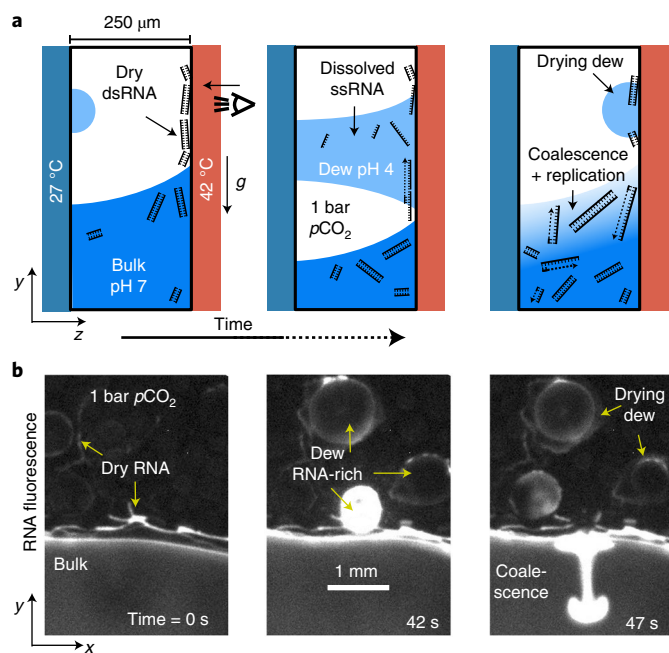 a
250 µm
Dry
dsRNA
27 °C
42 °C
g
Bulk
pH 7
y
z
Dissolved
ssRNA
Dew pH 4
1 bar
pCO2
Drying dew
Coalescence
+ replication
Time
b
RNA fluorescence
1 bar pCO2
Dry RNA
Bulk
Time = 0 s
y
x
Dew
RNA-rich
1 mm
42 s
Drying
dew
Coale-
scence
47 s